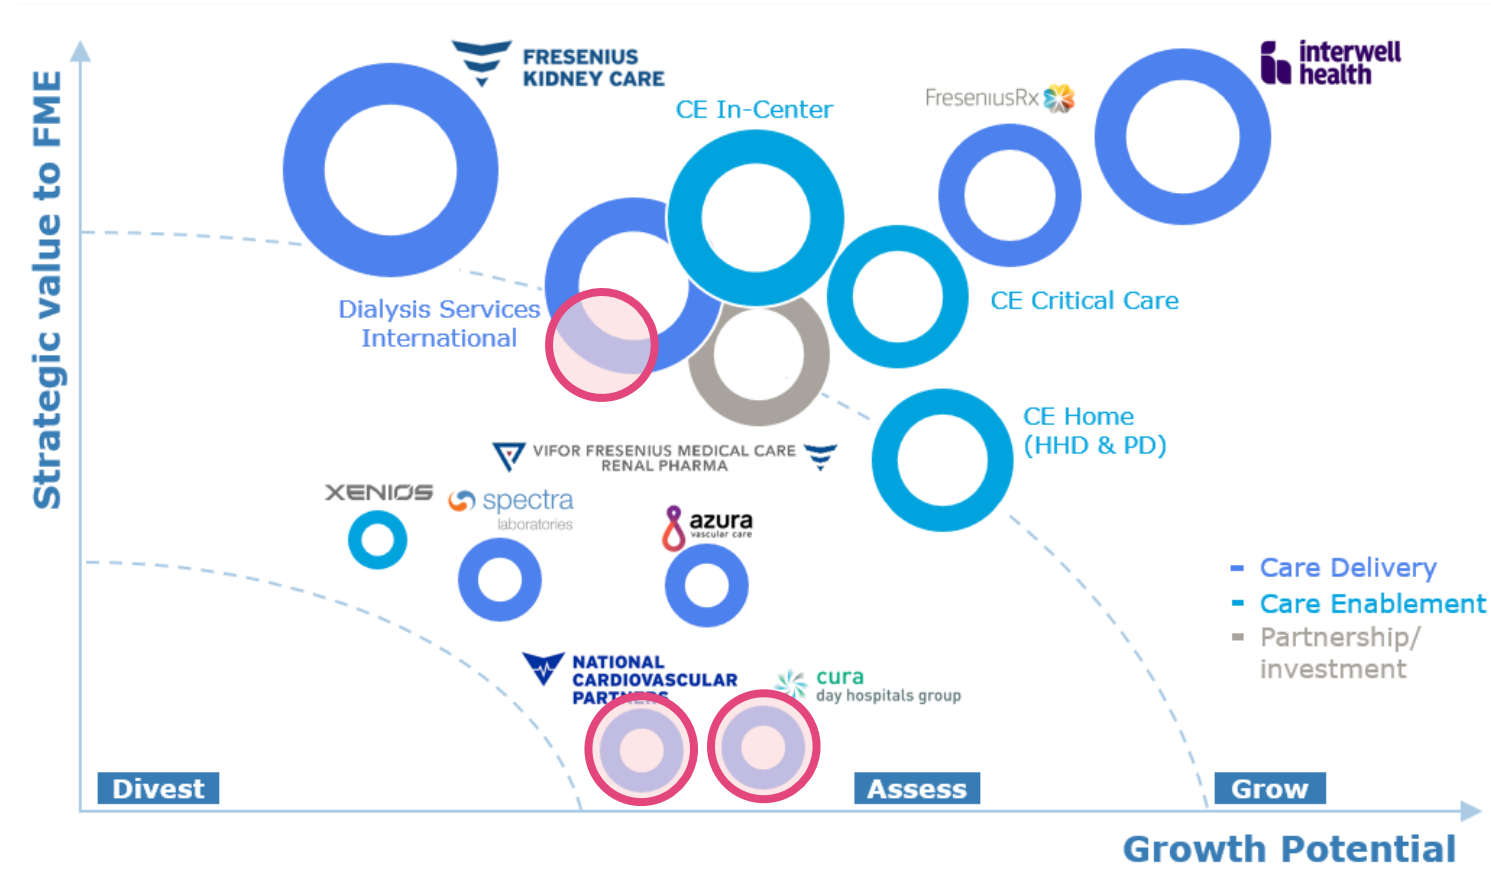 Strategic value to FME
FRESENIUS
KIDNEY CARE
CE In-Center
FreseniusRx
interwell
health
Dialysis Services
International
CE Critical Care
CE Home
(HHD & PD)
VIFOR FRESENIUS MEDICAL CARE
RENAL PHARMA
XENIOS
spectra
laboratories
azura
vascular care
NATIONAL
CARDIOVASCULAR
PARTNERS
cura
day hospitals group
Care Delivery
Care Enablement
Partnership/
investment
Divest
Assess
Grow
Growth Potential